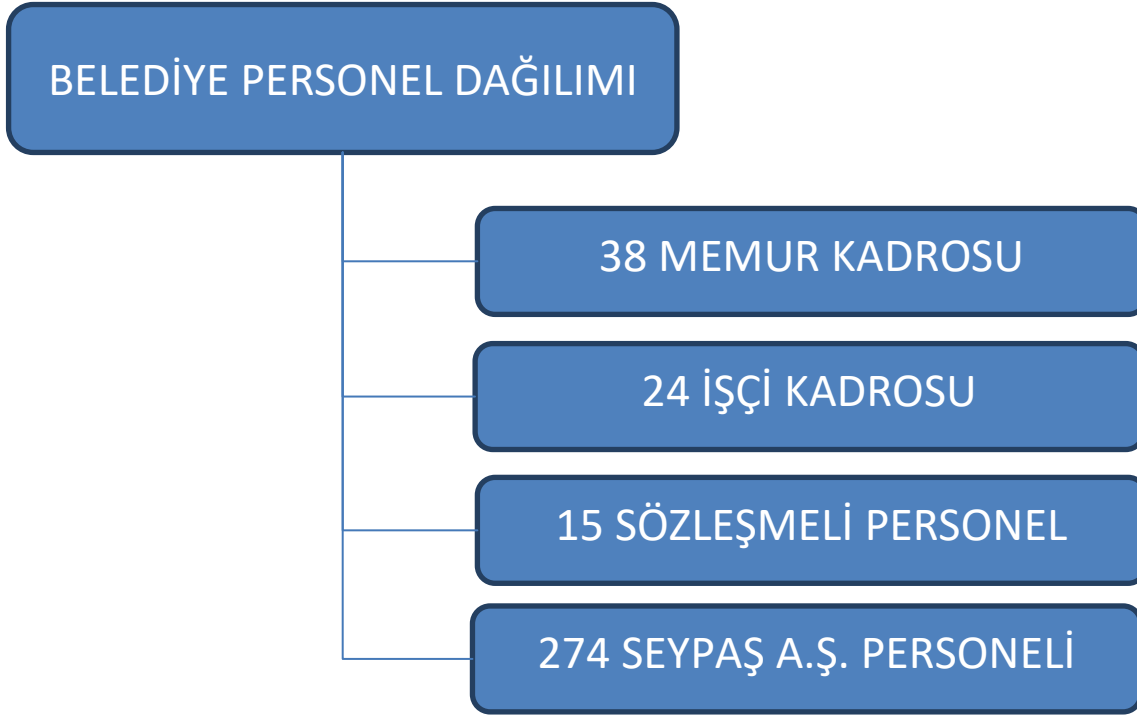 BELEDİYE PERSONEL DAĞILIMI
38 MEMUR KADROSU
24 İŞÇİ KADROSU
15 SÖZLEŞMELİ PERSONEL
274 SEYPAŞ A.Ş. PERSONELİ